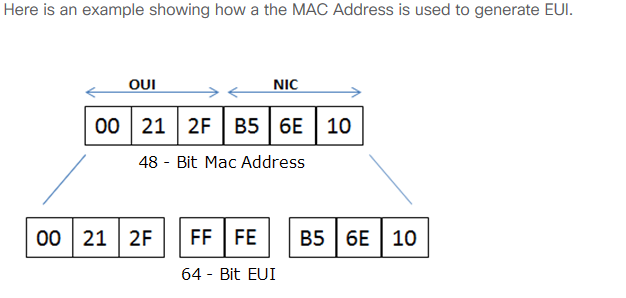 Here is an example showing how a the MAC Address is used to generate EUI.
OUI NIC
00 21 2F B5 6E 10
48 - Bit Mac Address
00 21 2F FF FE B5 6E 10
64 - Bit EUI